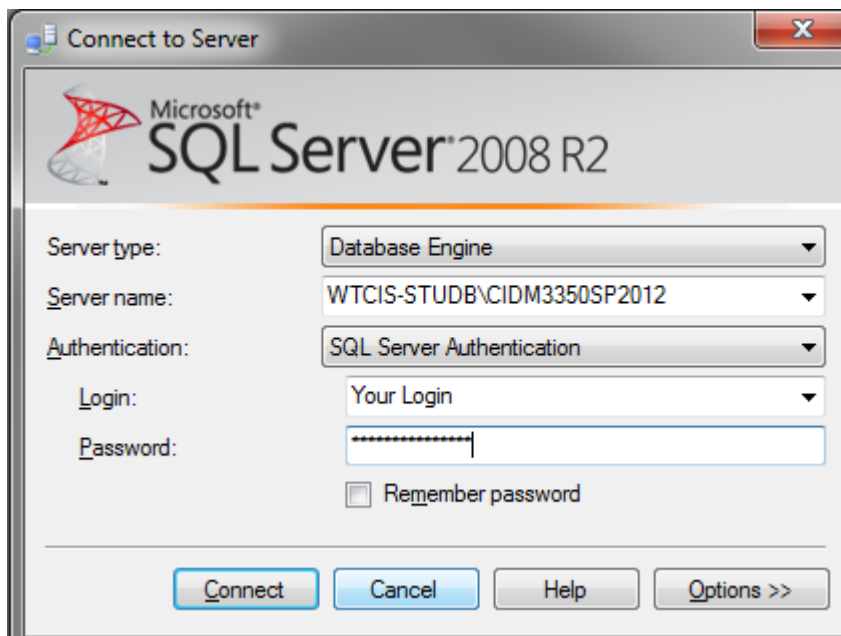 Connect to Server
Microsoft®
SQL Server® 2008 R2
Server type: Database Engine
Server name: WTCIS-STUDB\CIDM3350SP2012
Authentication: SQL Server Authentication
Login: Your Login
Password: ***************
Remember password
Connect Cancel Help Options >>